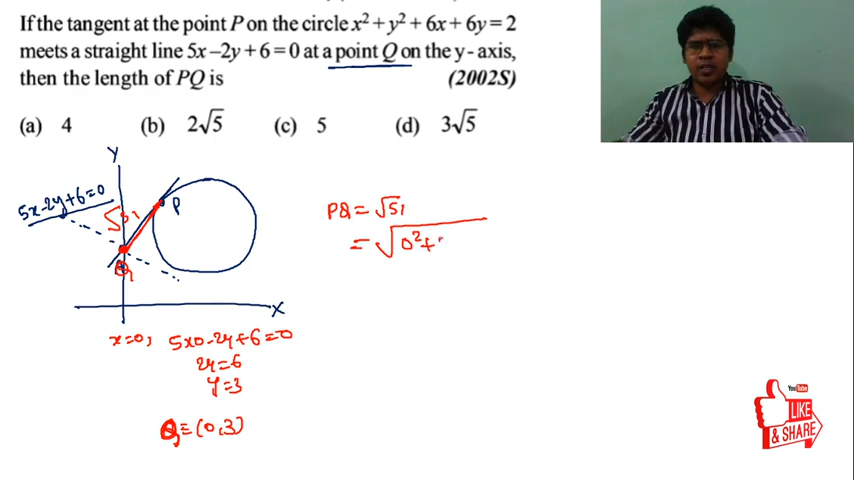 If the tangent at the point P on the circle x² + y² + 6x + 6y = 2
meets a straight line 5x –2y + 6 = 0 at a point Q on the y - axis,
then the length of PQ is (2002S)
(a) 4 (b) 2√5 (c) 5 (d) 3√5
Y
5x-2y+6=0
√S1
P
Q
X
x=0, 5x0-2y+6=0
2y=6
y=3
Q≡(0,3)
PQ = √S1
= √0²+
YouTube
LIKE
& SHARE